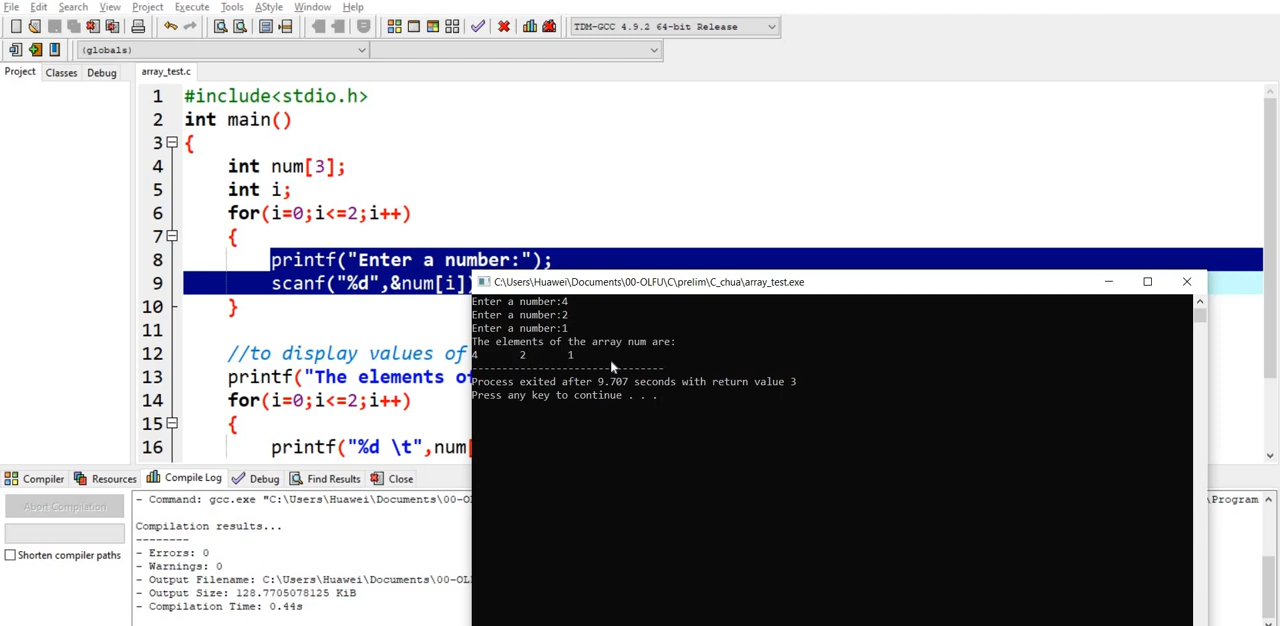 File Edit Search View Project Execute Tools AStyle Window Help
TDM-GCC 4.9.2 64-bit Release
(globals)
Project Classes Debug array_test.c
1 #include<stdio.h>
2 int main()
3 {
4 int num[3];
5 int i;
6 for(i=0;i<=2;i++)
7 {
8 printf("Enter a number:");
9 scanf("%d",&num[i])
10 }
11
12 //to display values of
13 printf("The elements o
14 for(i=0;i<=2;i++)
15 {
16 printf("%d \t",num[
C:\Users\Huawei\Documents\00-OLFU\C\prelim\C_chua\array_test.exe
Enter a number:4
Enter a number:2
Enter a number:1
The elements of the array num are:
4 2 1
--------------------------------
Process exited after 9.707 seconds with return value 3
Press any key to continue . . .
Compiler Resources Compile Log Debug Find Results Close
Abort Compilation
Shorten compiler paths
- Command: gcc.exe "C:\Users\Huawei\Documents\00-O
\Program
Compilation results...
--------
- Errors: 0
- Warnings: 0
- Output Filename: C:\Users\Huawei\Documents\00-OL
- Output Size: 128.7705078125 KiB
- Compilation Time: 0.44s